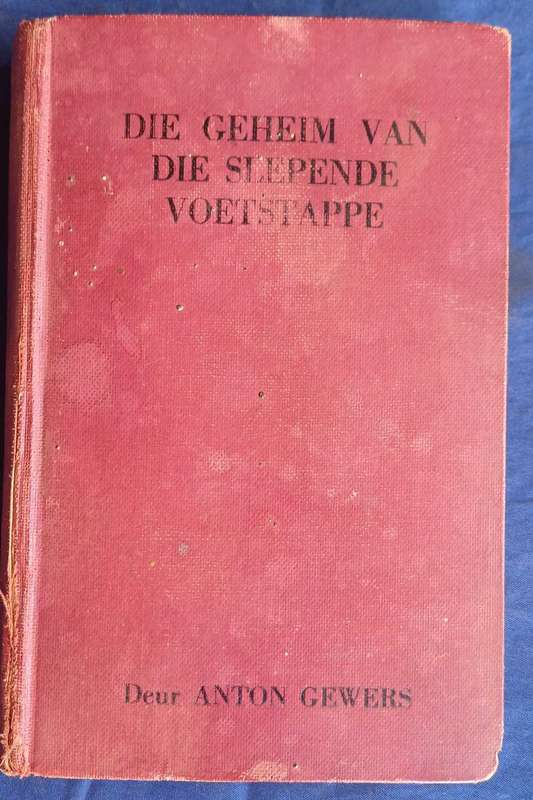 DIE GEHEIM VAN
DIE SLEPENDE
VOETSTAPPE
Deur ANTON GEWERS